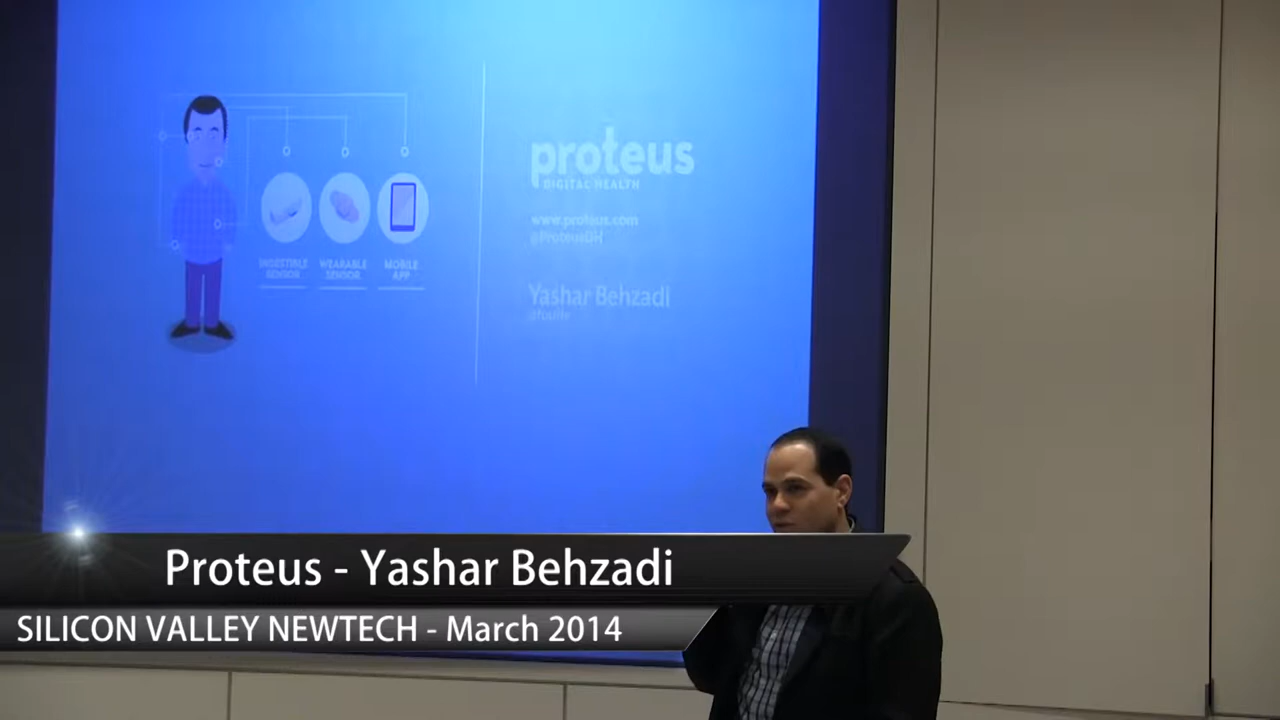 proteus
DIGITAL HEALTH
www.proteus.com
@ProteusDH
INGESTIBLE SENSOR
WEARABLE SENSOR
MOBILE APP
Yashar Behzadi
Proteus - Yashar Behzadi
SILICON VALLEY NEWTECH - March 2014